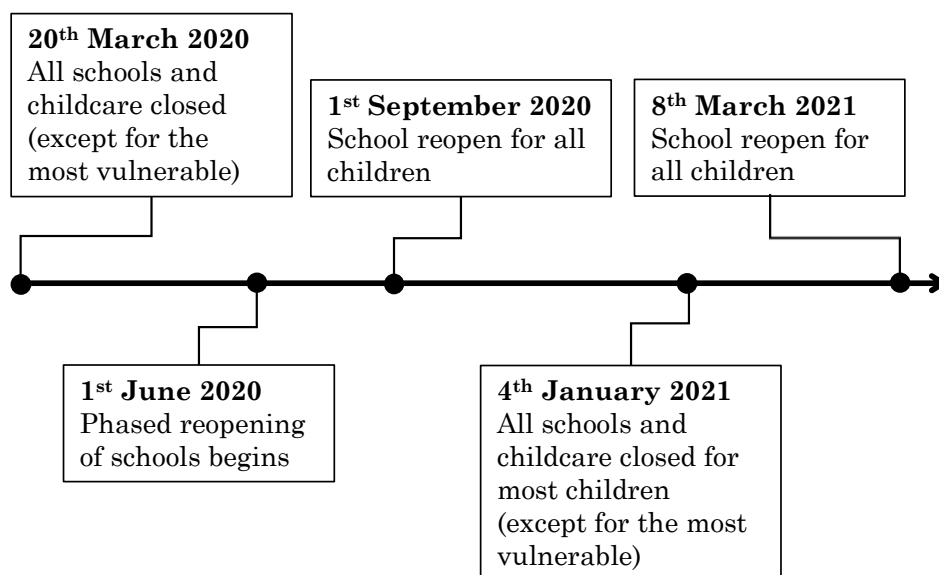 20th March 2020
All schools and
childcare closed
(except for the
most vulnerable)
1st September 2020
School reopen for all
children
8th March 2021
School reopen for
all children
1st June 2020
Phased reopening
of schools begins
4th January 2021
All schools and
childcare closed for
most children
(except for the most
vulnerable)